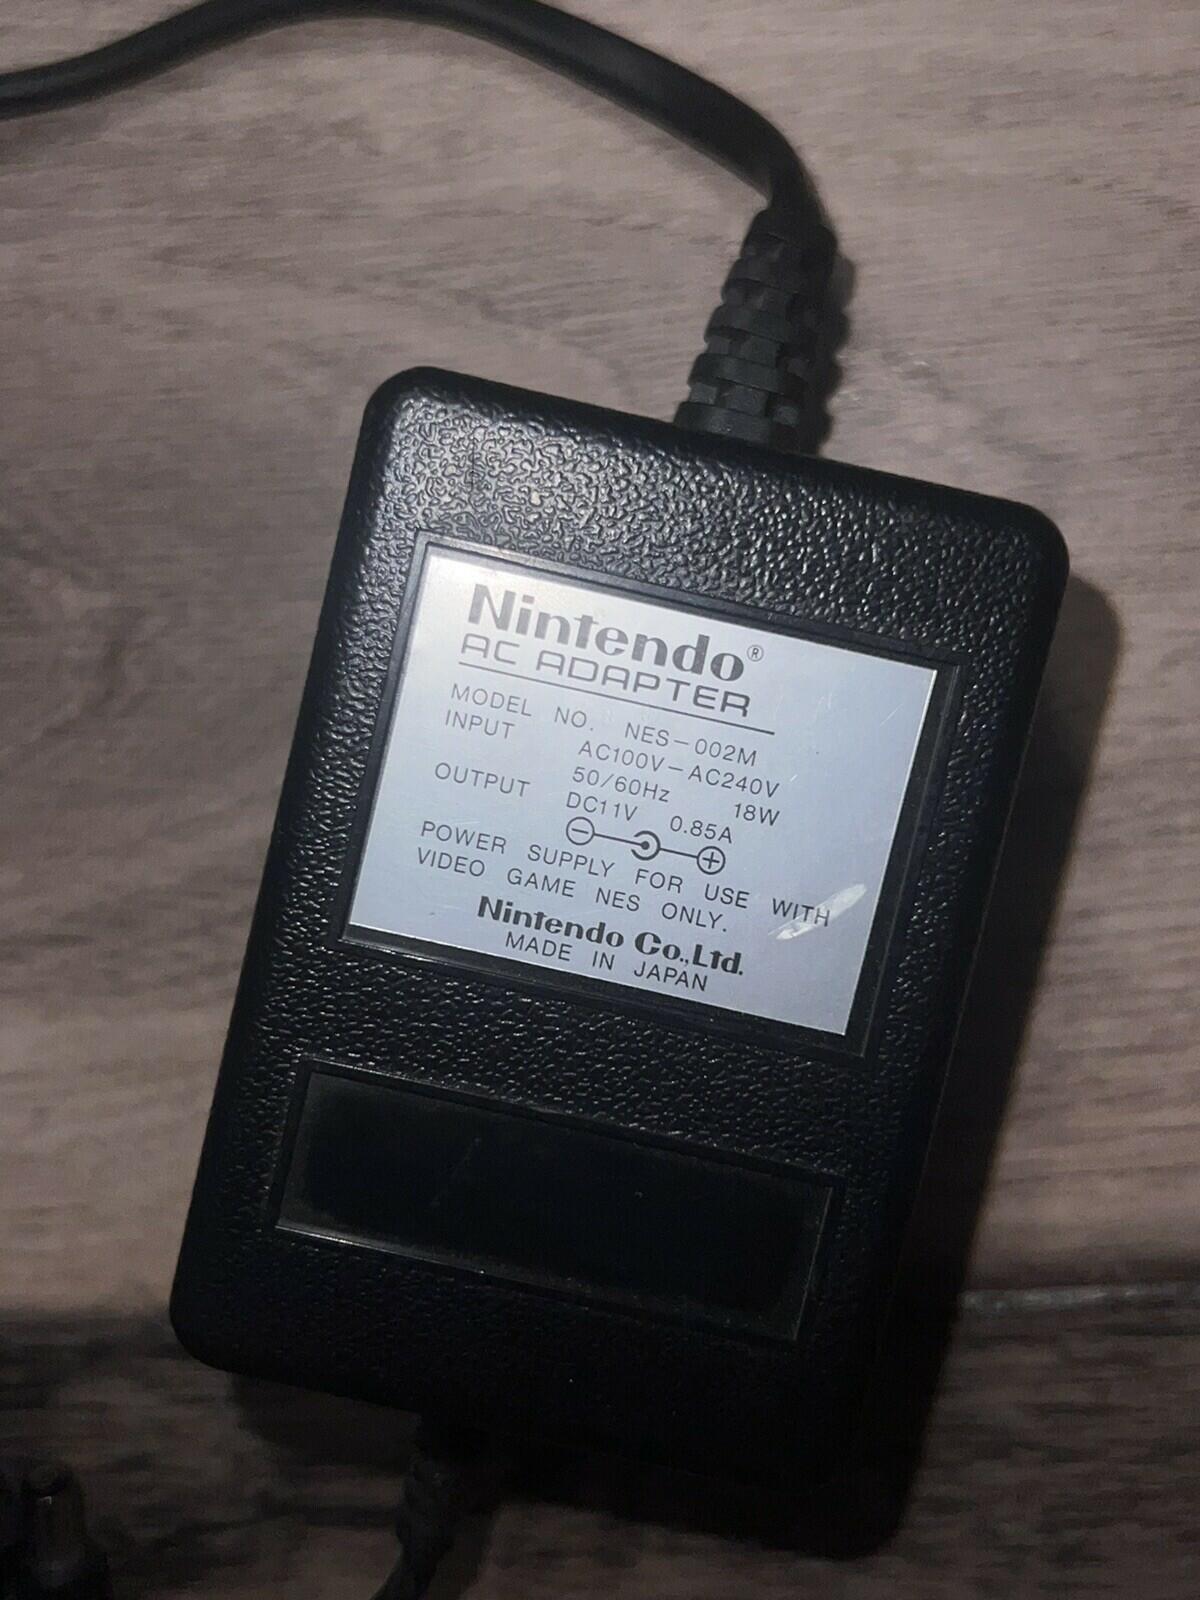 Nintendo®
AC ADAPTER
MODEL NO. NES-002M
INPUT AC100V-AC240V
50/60Hz 18W
OUTPUT DC11V 0.85A
POWER SUPPLY FOR USE WITH
VIDEO GAME NES ONLY.
Nintendo Co.,Ltd.
MADE IN JAPAN